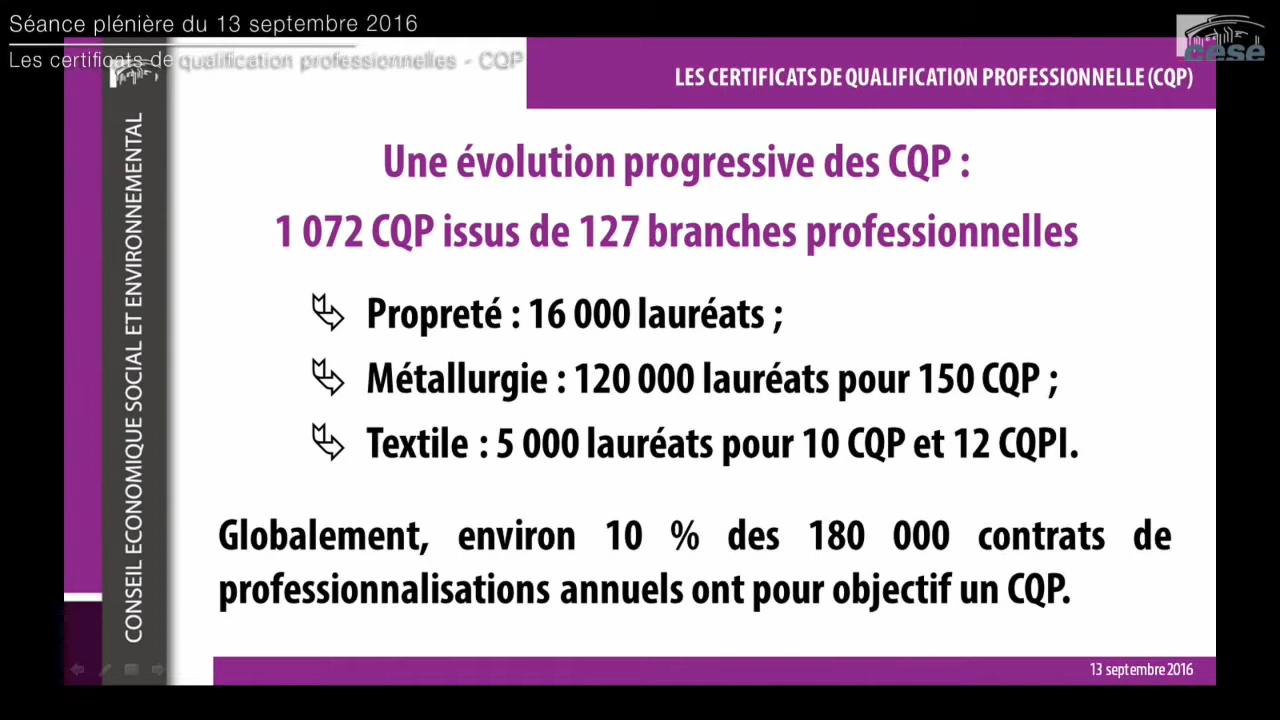 Séance plénière du 13 septembre 2016
Les certificats de qualification professionnelles - CQP
cese
LES CERTIFICATS DE QUALIFICATION PROFESSIONNELLE (CQP)
CONSEIL ECONOMIQUE SOCIAL ET ENVIRONNEMENTAL
Une évolution progressive des CQP :
1 072 CQP issus de 127 branches professionnelles
Propreté : 16 000 lauréats ;
Métallurgie : 120 000 lauréats pour 150 CQP ;
Textile : 5 000 lauréats pour 10 CQP et 12 CQPI.
Globalement, environ 10 % des 180 000 contrats de
professionnalisations annuels ont pour objectif un CQP.
13 septembre 2016